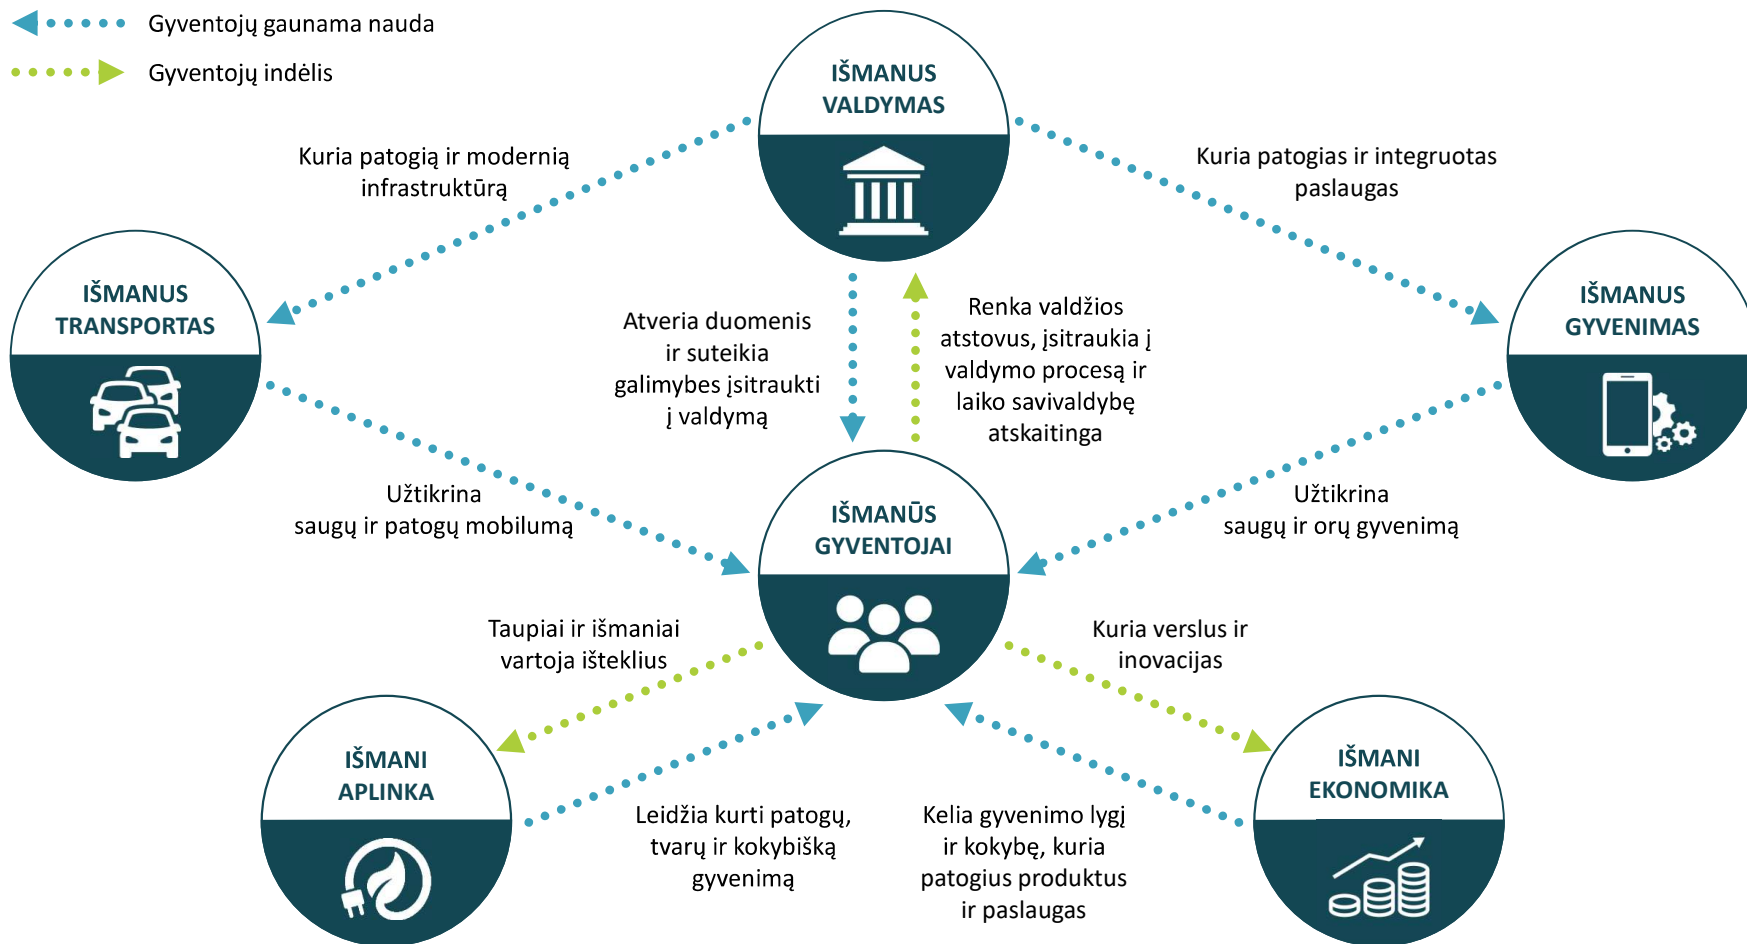 Gyventojų gaunama nauda
Gyventojų indėlis
IŠMANUS
VALDYMAS
Kuria patogią ir modernią
infrastruktūrą
Kuria patogias ir integruotas
paslaugas
IŠMANUS
TRANSPORTAS
Atveria duomenis
ir suteikia
galimybes įsitraukti
į valdymą
Renka valdžios
atstovus, įsitraukia į
valdymo procesą ir
laiko savivaldybę
atskaitinga
IŠMANUS
GYVENIMAS
Užtikrina
saugų ir patogų mobilumą
IŠMANŪS
GYVENTOJAI
Užtikrina
saugų ir orų gyvenimą
Taupiai ir išmaniai
vartoja išteklius
Kuria verslus ir
inovacijas
IŠMANI
APLINKA
Leidžia kurti patogų,
tvarų ir kokybišką
gyvenimą
Kelia gyvenimo lygį
ir kokybę, kuria
patogius produktus
ir paslaugas
IŠMANI
EKONOMIKA